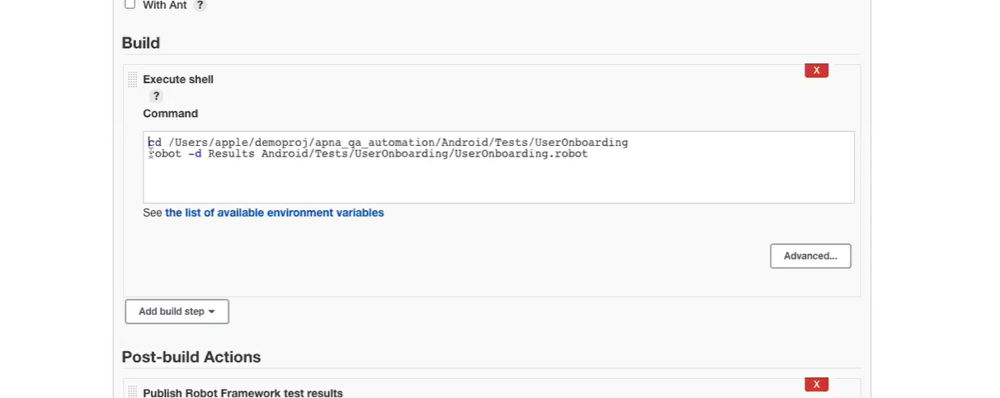 With Ant ?
Build
X
Execute shell
?
Command
cd /Users/apple/demoproj/apna_qa_automation/Android/Tests/UserOnboarding
robot -d Results Android/Tests/UserOnboarding/UserOnboarding.robot
See the list of available environment variables
Advanced...
Add build step
Post-build Actions
X
Publish Robot Framework test results